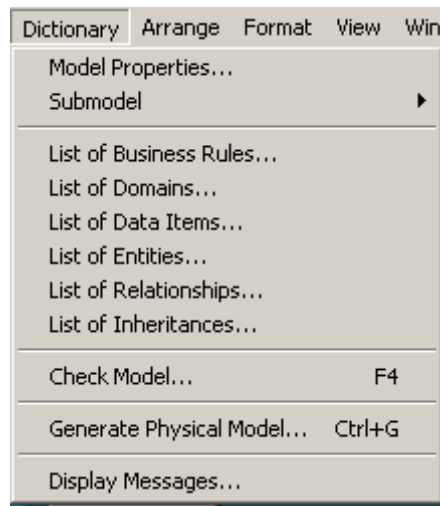 Dictionary Arrange Format View Win
Model Properties...
Submodel
List of Business Rules...
List of Domains...
List of Data Items...
List of Entities...
List of Relationships...
List of Inheritances...
Check Model... F4
Generate Physical Model... Ctrl+G
Display Messages...